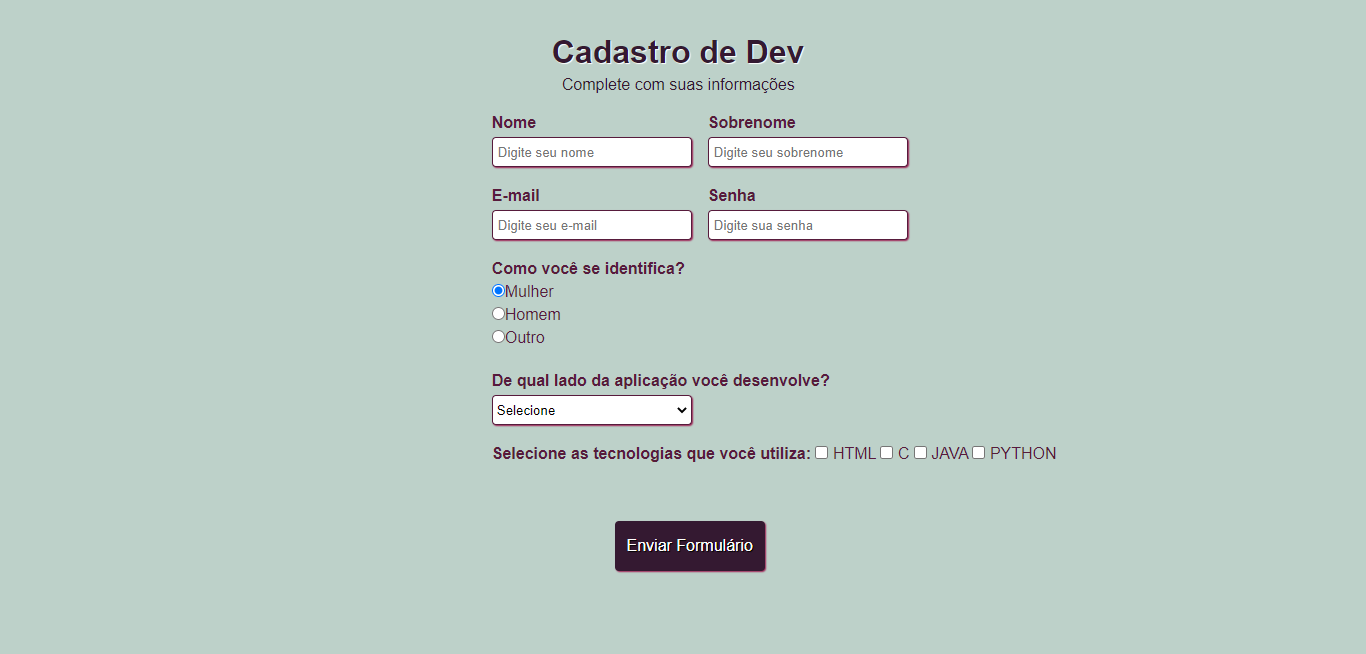 Cadastro de Dev
Complete com suas informações
Nome Sobrenome
Digite seu nome Digite seu sobrenome
E-mail Senha
Digite seu e-mail Digite sua senha
Como você se identifica?
Mulher
Homem
Outro
De qual lado da aplicação você desenvolve?
Selecione
Selecione as tecnologias que você utiliza: HTML C JAVA PYTHON
Enviar Formulário